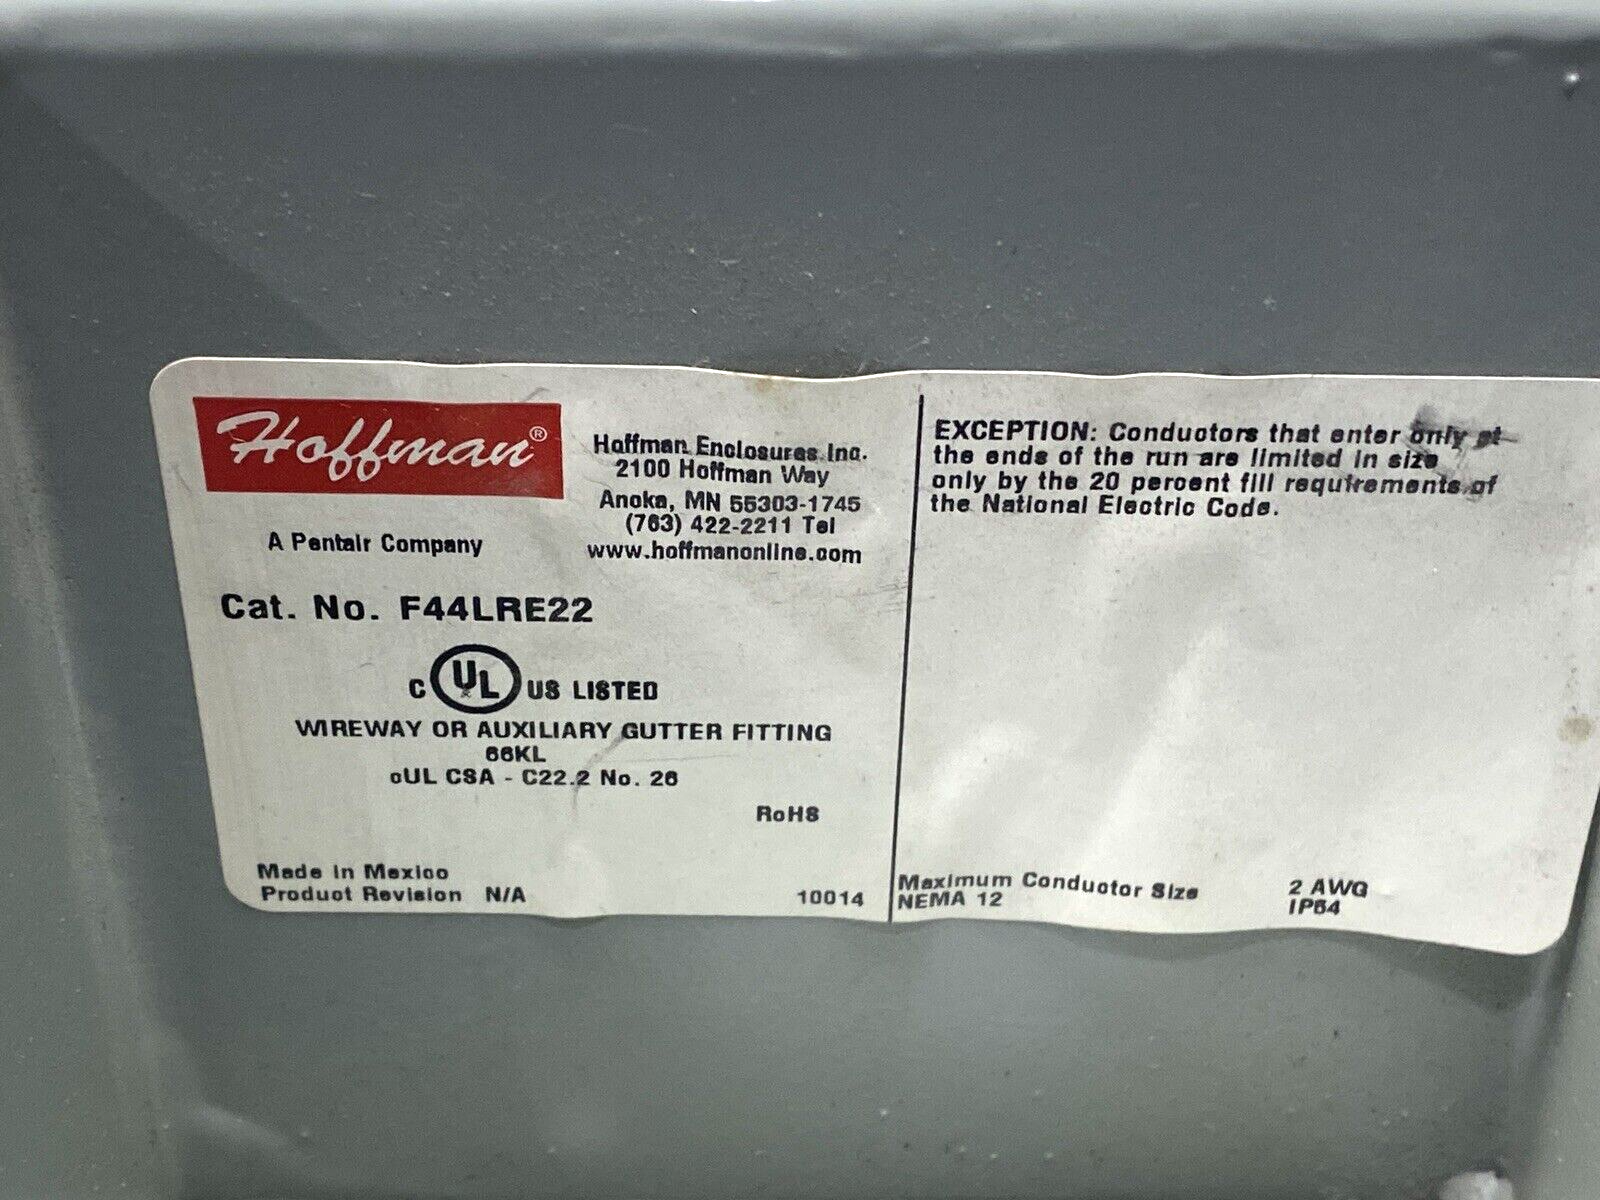 Hoffman®
A Pentair Company
Hoffman Enclosures Inc.
2100 Hoffman Way
Anoka, MN 55303-1745
(763) 422-2211 Tel
www.hoffmanonline.com
Cat. No. F44LRE22
C UL US LISTED
WIREWAY OR AUXILIARY GUTTER FITTING
66KL
cUL CSA - C22.2 No. 26
RoHS
Made in Mexico
Product Revision N/A
10014
EXCEPTION: Conductors that enter only at
the ends of the run are limited in size
only by the 20 percent fill requirements of
the National Electric Code.
Maximum Conductor Size 2 AWG
NEMA 12 IP64